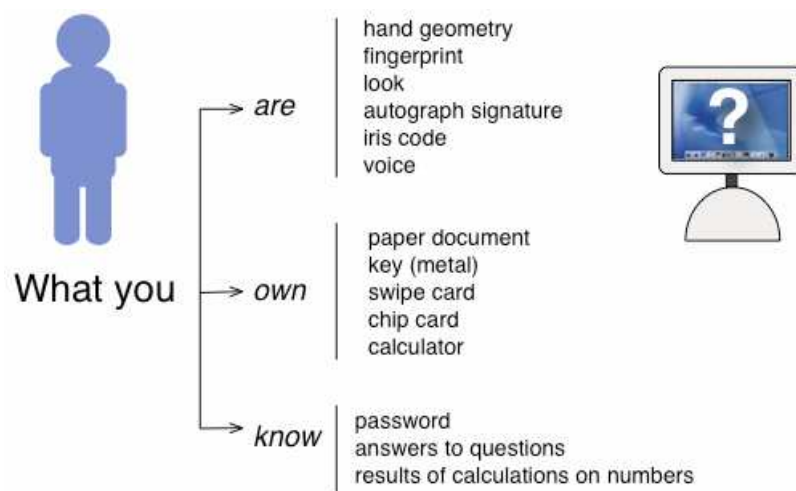 hand geometry
fingerprint
look
are
autograph signature
iris code
voice
?
paper document
key (metal)
What you
own
swipe card
chip card
calculator
know
password
answers to questions
results of calculations on numbers